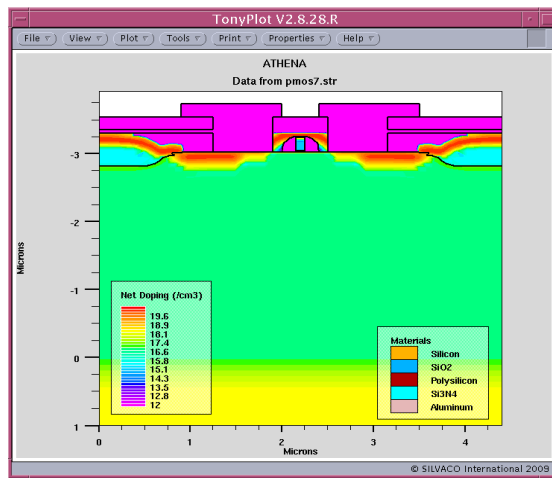 TonyPlot V2.8.28.R
File View Plot Tools Print Properties Help
ATHENA
Data from pmos7.str
Microns
-3
-2
-1
0
1
Net Doping (/cm3)
19.6
18.9
18.1
17.4
16.6
15.8
15.1
14.3
13.5
12.8
12
Materials
Silicon
SiO2
Polysilicon
Si3N4
Aluminum
0 1 2 3 4
Microns
© SILVACO International 2009